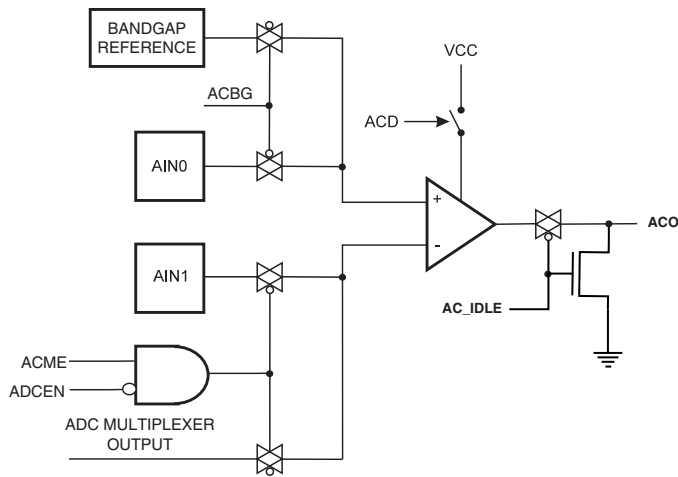 BANDGAP
REFERENCE
VCC
ACBG
ACD
AIN0
+
-
ACO
AIN1
AC_IDLE
ACME
ADCEN
ADC MULTIPLEXER
OUTPUT